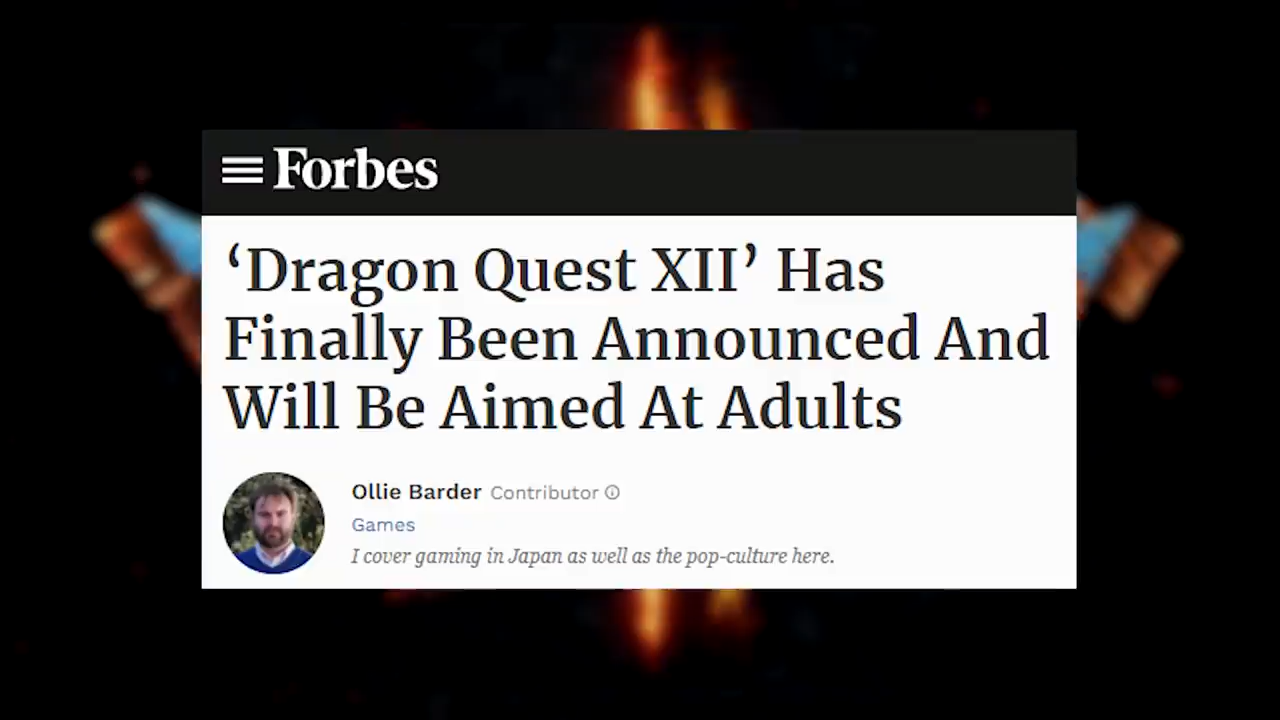 Forbes
‘Dragon Quest XII’ Has
Finally Been Announced And
Will Be Aimed At Adults
Ollie Barder Contributor
Games
I cover gaming in Japan as well as the pop-culture here.